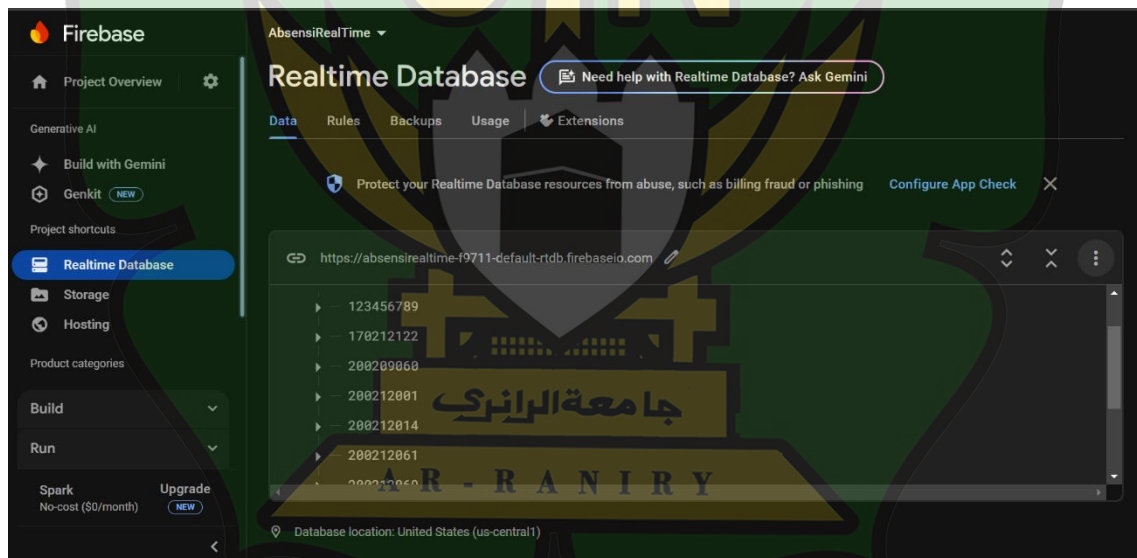 Firebase
Project Overview
Generative AI
Build with Gemini
Genkit NEW
Project shortcuts
Realtime Database
Storage
Hosting
Product categories
Build
Run
Spark
No-cost ($0/month)
Upgrade
NEW
AbsensiRealTime
Realtime Database
Need help with Realtime Database? Ask Gemini
Data Rules Backups Usage Extensions
Protect your Realtime Database resources from abuse, such as billing fraud or phishing Configure App Check
https://absensirealtime-f9711-default-rtdb.firebaseio.com
123456789
170212122
200209060
200212001
200212014
200212061
جامعة الرانري
AR-RANIRY
Database location: United States (us-central1)